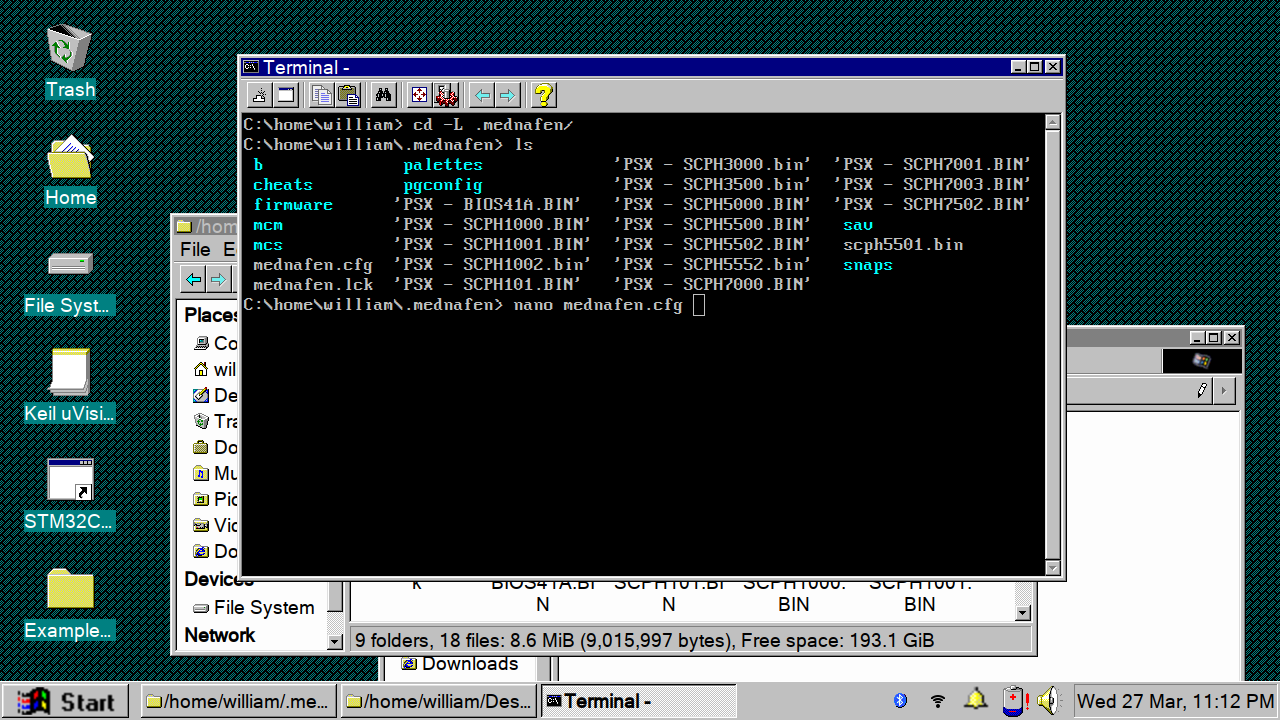 Trash
Home
File Syst...
Keil uVisi...
STM32C...
Example...
Terminal -
C:\home\william> cd -L .mednafen/
C:\home\william\.mednafen> ls
b palettes 'PSX - SCPH3000.bin' 'PSX - SCPH7001.BIN'
cheats pgconfig 'PSX - SCPH3500.bin' 'PSX - SCPH7003.BIN'
firmware 'PSX - BIOS41A.BIN' 'PSX - SCPH5000.BIN' 'PSX - SCPH7502.BIN'
mcm 'PSX - SCPH1000.BIN' 'PSX - SCPH5500.BIN' sav
mcs 'PSX - SCPH1001.BIN' 'PSX - SCPH5502.BIN' scph5501.bin
mednafen.cfg 'PSX - SCPH1002.bin' 'PSX - SCPH5552.bin' snaps
mednafen.lck 'PSX - SCPH101.BIN' 'PSX - SCPH7000.BIN'
C:\home\william\.mednafen> nano mednafen.cfg
/hom
File E
Places
Co
wil
De
Tra
Do
Mu
Pic
Vid
Do
Devices
File System
Network
k BIOS41A.BI SCPH101.BI SCPH1000. SCPH1001.
N N BIN BIN
9 folders, 18 files: 8.6 MiB (9,015,997 bytes), Free space: 193.1 GiB
Downloads
Start /home/william/.me... /home/william/Des... Terminal - Wed 27 Mar, 11:12 PM